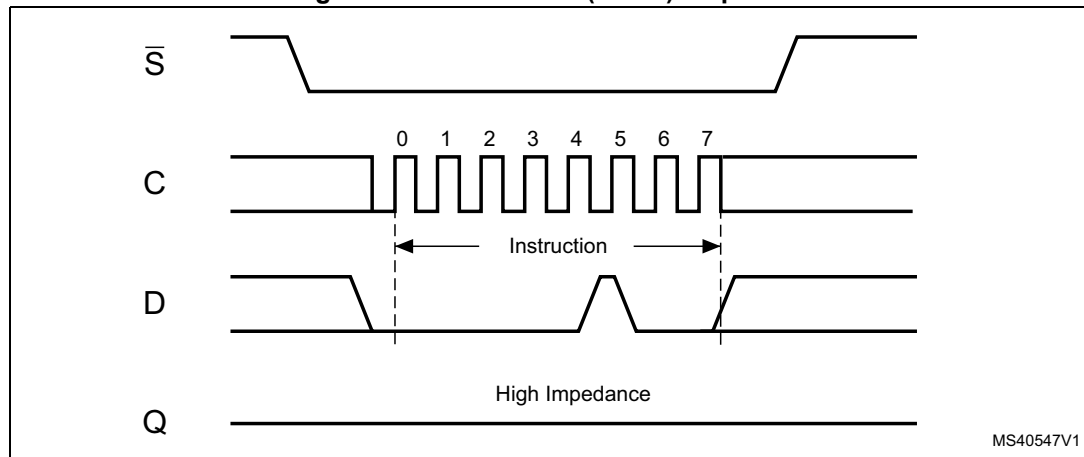 S̅
0 1 2 3 4 5 6 7
C
Instruction
D
High Impedance
Q
MS40547V1